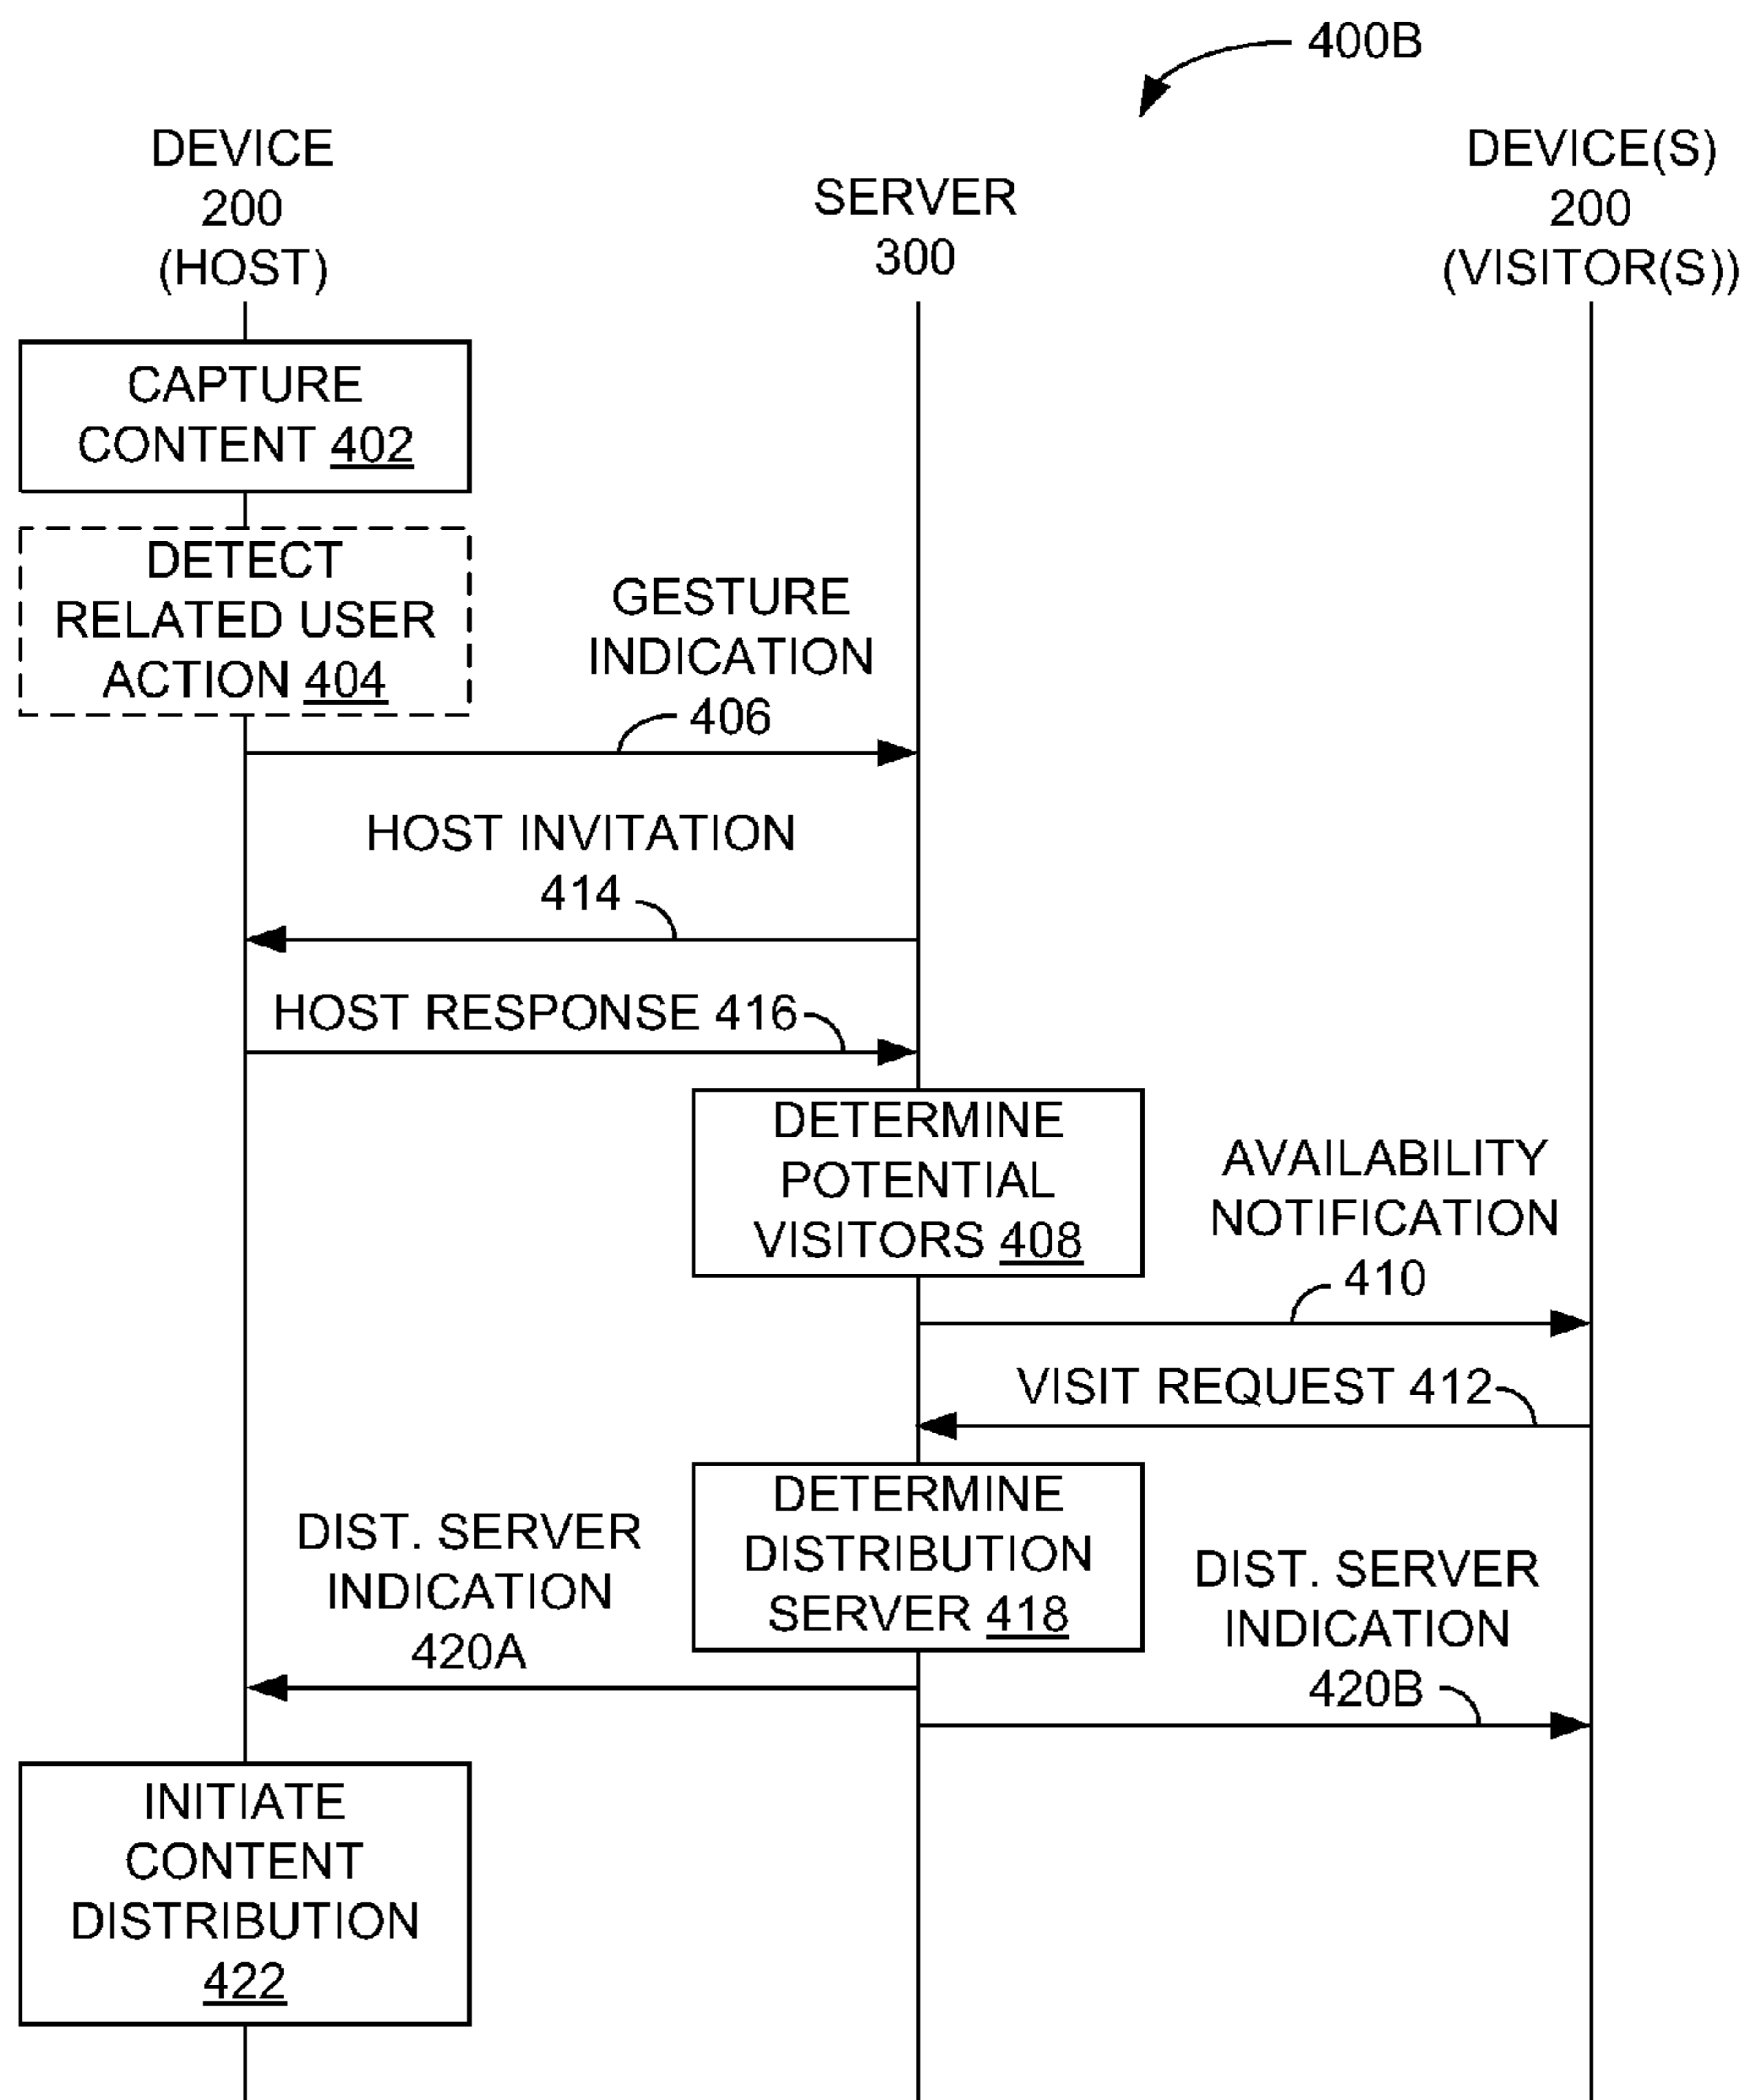 400B
DEVICE
200
(HOST)
SERVER
300
DEVICE(S)
200
(VISITOR(S))
CAPTURE
CONTENT 402
DETECT
RELATED USER
ACTION 404
GESTURE
INDICATION
406
HOST INVITATION
414
HOST RESPONSE 416
DETERMINE
POTENTIAL
VISITORS 408
AVAILABILITY
NOTIFICATION
410
VISIT REQUEST 412
DETERMINE
DISTRIBUTION
SERVER 418
DIST. SERVER
INDICATION
420A
DIST. SERVER
INDICATION
420B
INITIATE
CONTENT
DISTRIBUTION
422